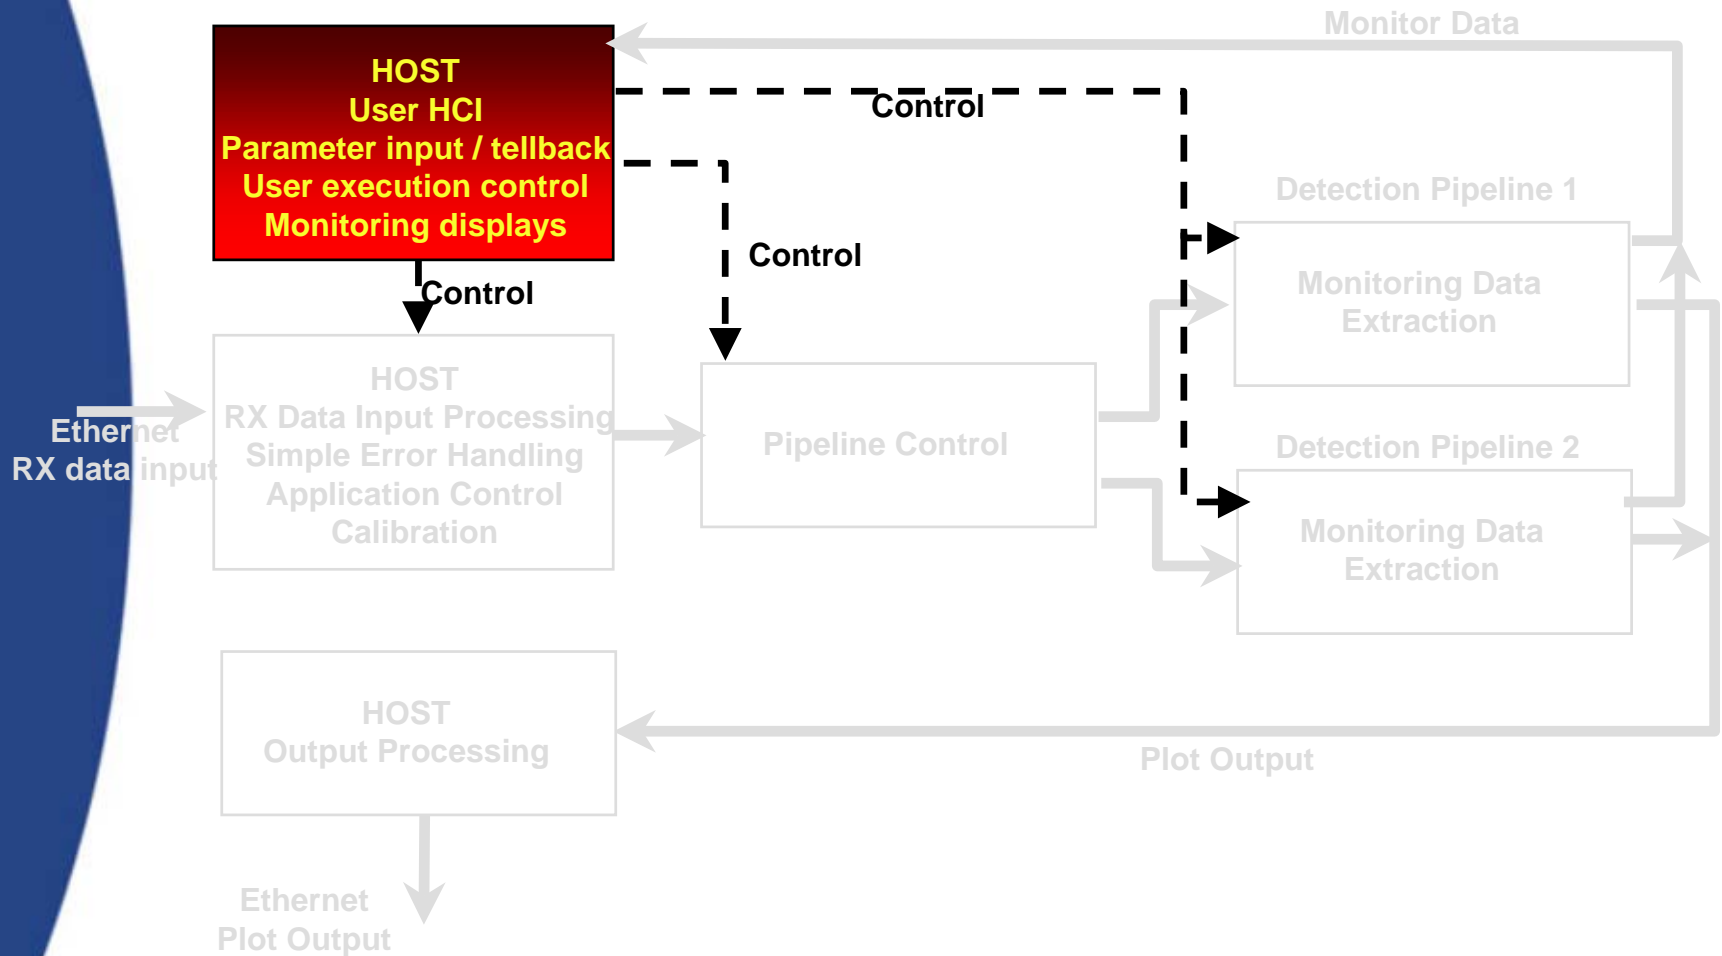 Monitor Data
HOST
User HCI
Parameter input / tellback
User execution control
Monitoring displays
Control
Control
Control
Detection Pipeline 1
Monitoring Data
Extraction
HOST
RX Data Input Processing
Simple Error Handling
Application Control
Calibration
Ethernet
RX data input
Pipeline Control
Detection Pipeline 2
Monitoring Data
Extraction
HOST
Output Processing
Plot Output
Ethernet
Plot Output